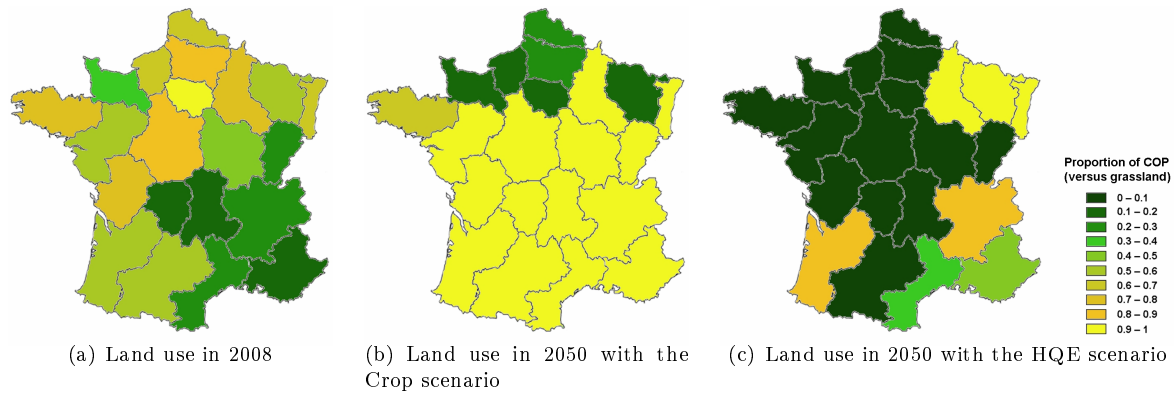 Proportion of COP
(versus grassland)
0 – 0.1
0.1 – 0.2
0.2 – 0.3
0.3 – 0.4
0.4 – 0.5
0.5 – 0.6
0.6 – 0.7
0.7 – 0.8
0.8 – 0.9
0.9 – 1
(a) Land use in 2008
(b) Land use in 2050 with the
Crop scenario
(c) Land use in 2050 with the HQE scenario